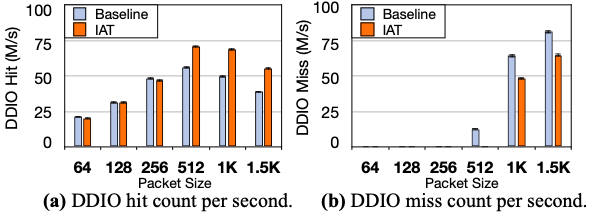 100
75
50
25
0
DDIO Hit (M/s)
Baseline
IAT
64 128 256 512 1K 1.5K
Packet Size
(a) DDIO hit count per second.
100
75
50
25
0
DDIO Miss (M/s)
Baseline
IAT
64 128 256 512 1K 1.5K
Packet Size
(b) DDIO miss count per second.